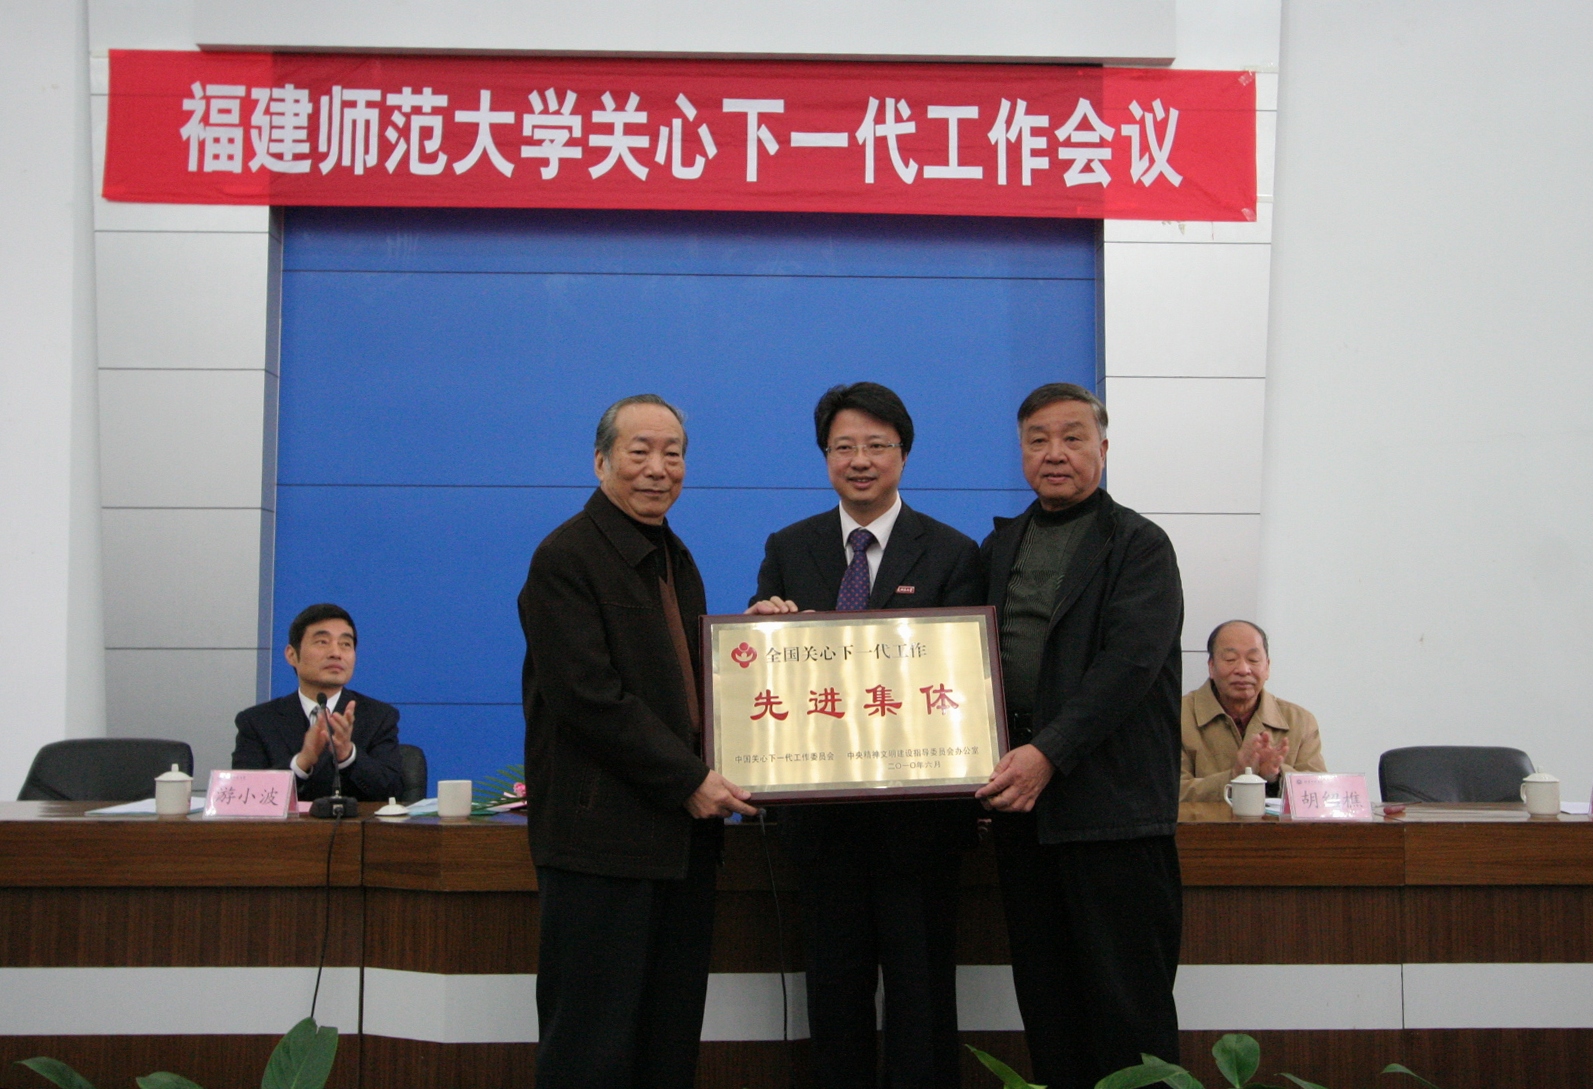 福建师范大学关心下一代工作会议
全国关心下一代工作
先进集体
中国关心下一代工作委员会 中央精神文明建设指导委员会办公室
二〇一〇年六月
游小波
胡绍樵